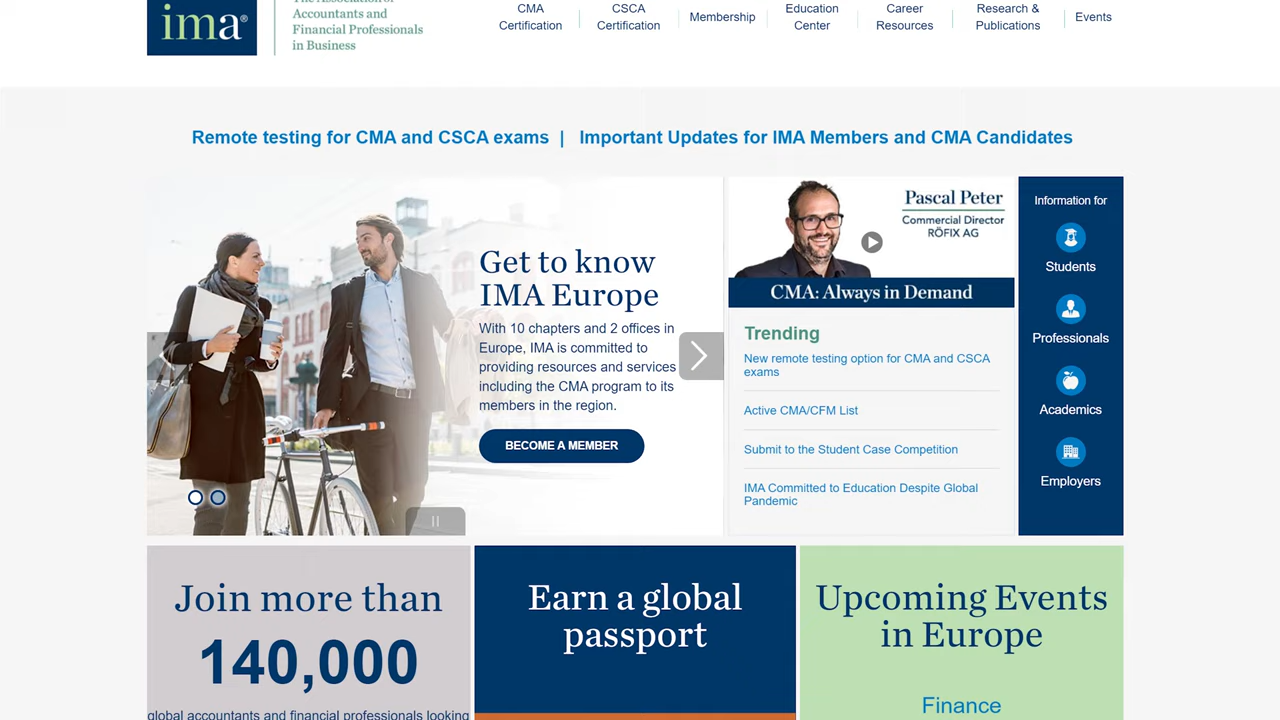 ima®
The Association of
Accountants and
Financial Professionals
in Business
CMA
Certification
CSCA
Certification
Membership
Education
Center
Career
Resources
Research &
Publications
Events
Remote testing for CMA and CSCA exams | Important Updates for IMA Members and CMA Candidates
Get to know
IMA Europe
With 10 chapters and 2 offices in
Europe, IMA is committed to
providing resources and services
including the CMA program to its
members in the region.
BECOME A MEMBER
Pascal Peter
Commercial Director
RÖFIX AG
CMA: Always in Demand
Trending
New remote testing option for CMA and CSCA
exams
Active CMA/CFM List
Submit to the Student Case Competition
IMA Committed to Education Despite Global
Pandemic
Information for
Students
Professionals
Academics
Employers
Join more than
140,000
global accountants and financial professionals looking
Earn a global
passport
Upcoming Events
in Europe
Finance